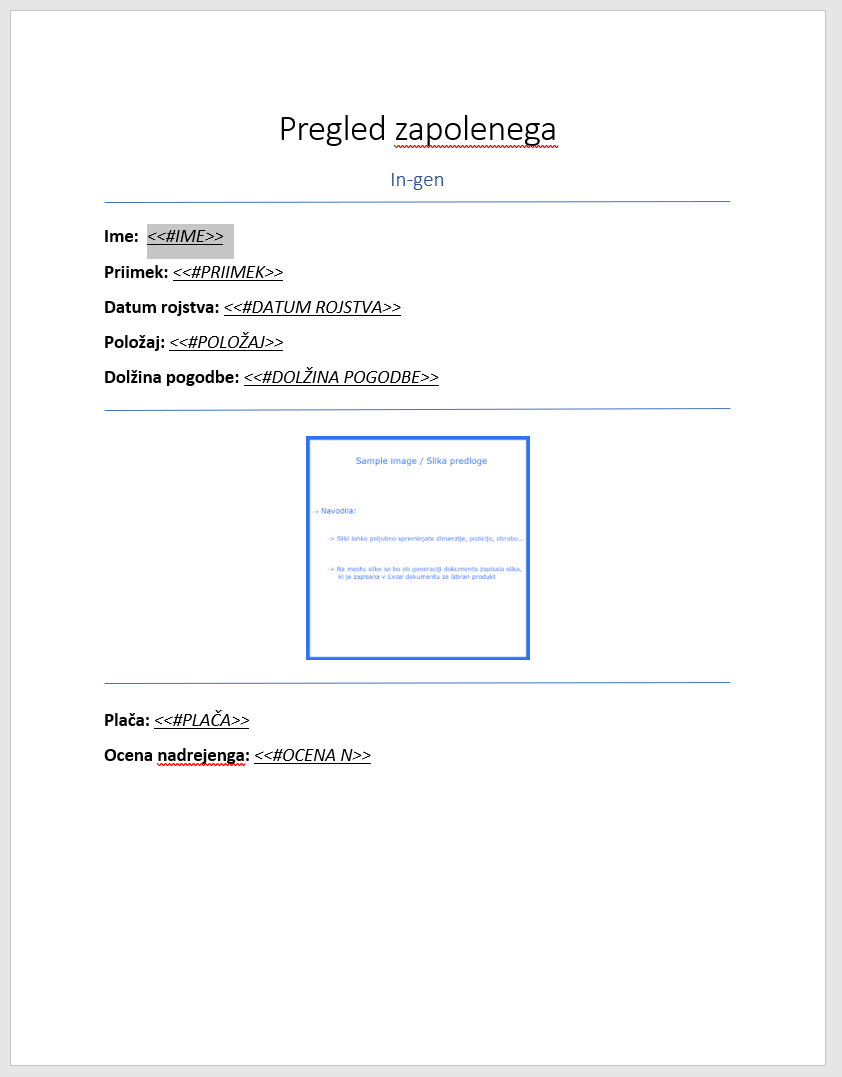 Pregled zapolenega
In-gen
Ime: <<#IME>>
Priimek: <<#PRIIMEK>>
Datum rojstva: <<#DATUM ROJSTVA>>
Položaj: <<#POLOŽAJ>>
Dolžina pogodbe: <<#DOLŽINA POGODBE>>
Sample image / Slika predloge
-> Navodila:
-> Sliki lahko poljubno spreminjate dimenzije, pozicijo, obrobo...
-> Na mestu slike se bo ob generaciji dokumenta zapisala slika,
ki je zapisana v Excel dokumentu za izbran produkt
Plača: <<#PLAČA>>
Ocena nadrejenga: <<#OCENA N>>